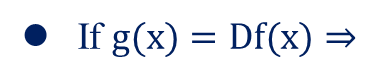 ● If g(x) = Df(x) ⇒